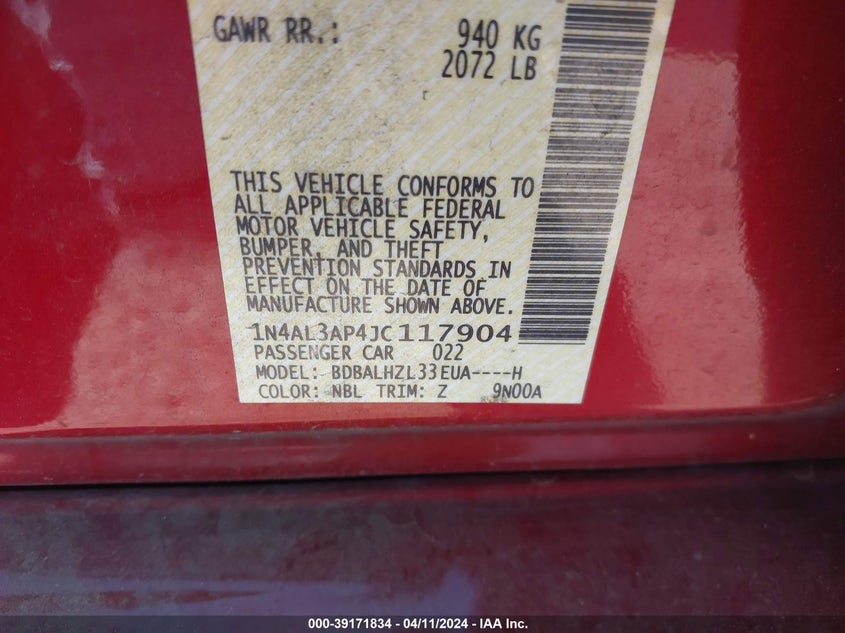 GAWR RR.: 940 KG
2072 LB
THIS VEHICLE CONFORMS TO
ALL APPLICABLE FEDERAL
MOTOR VEHICLE SAFETY,
BUMPER, AND THEFT
PREVENTION STANDARDS IN
EFFECT ON THE DATE OF
MANUFACTURE SHOWN ABOVE.
1N4AL3AP4JC117904
PASSENGER CAR 022
MODEL: BDBALHZL33EUA----H
COLOR: NBL TRIM: Z 9N00A
000-39171834 - 04/11/2024 - IAA Inc.